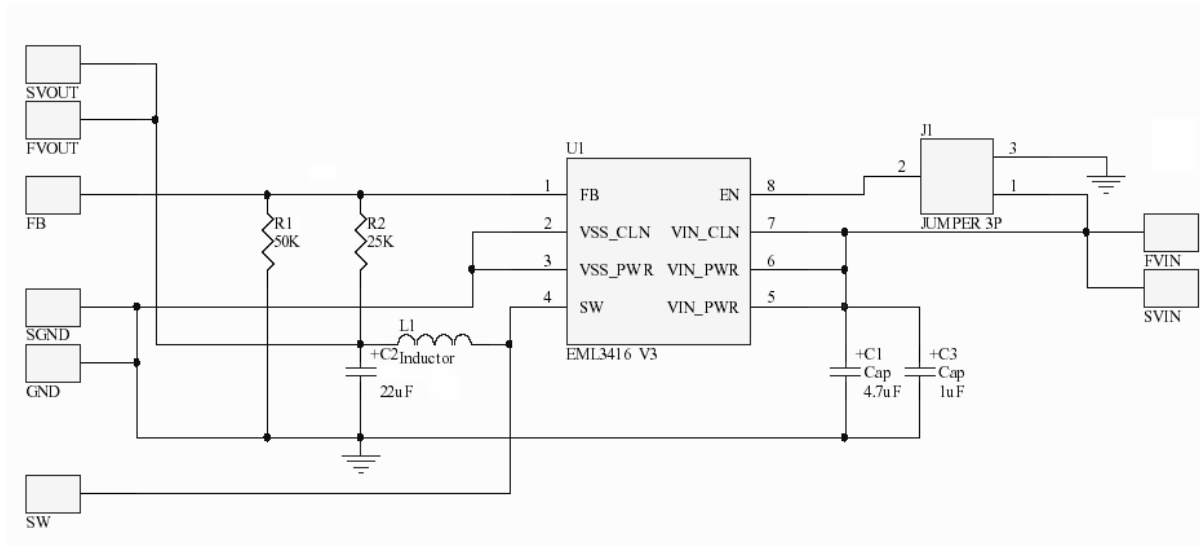 SVOUT
FVOUT
FB
SGND
GND
SW
R1
50K
R2
25K
L1
Inductor
+C2
22uF
U1
1
2
3
4
FB
VSS_CLN
VSS_PWR
SW
EN
VIN_CLN
VIN_PWR
VIN_PWR
8
7
6
5
EML3416 V3
J1
2
3
1
JUMPER 3P
FVIN
SVIN
+C1
Cap
4.7uF
+C3
Cap
1uF